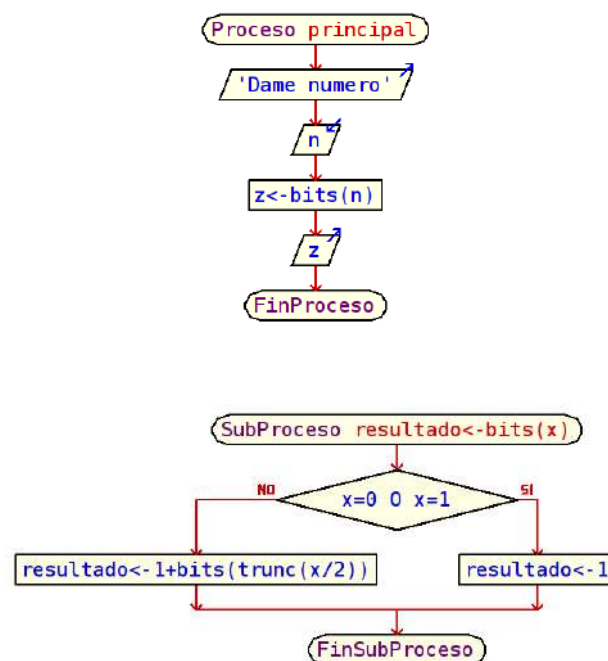 Proceso principal
'Dame numero'
n
z<-bits(n)
z
FinProceso
SubProceso resultado<-bits(x)
NO
SI
x=0 O x=1
resultado<-1+bits(trunc(x/2))
resultado<-1
FinSubProceso